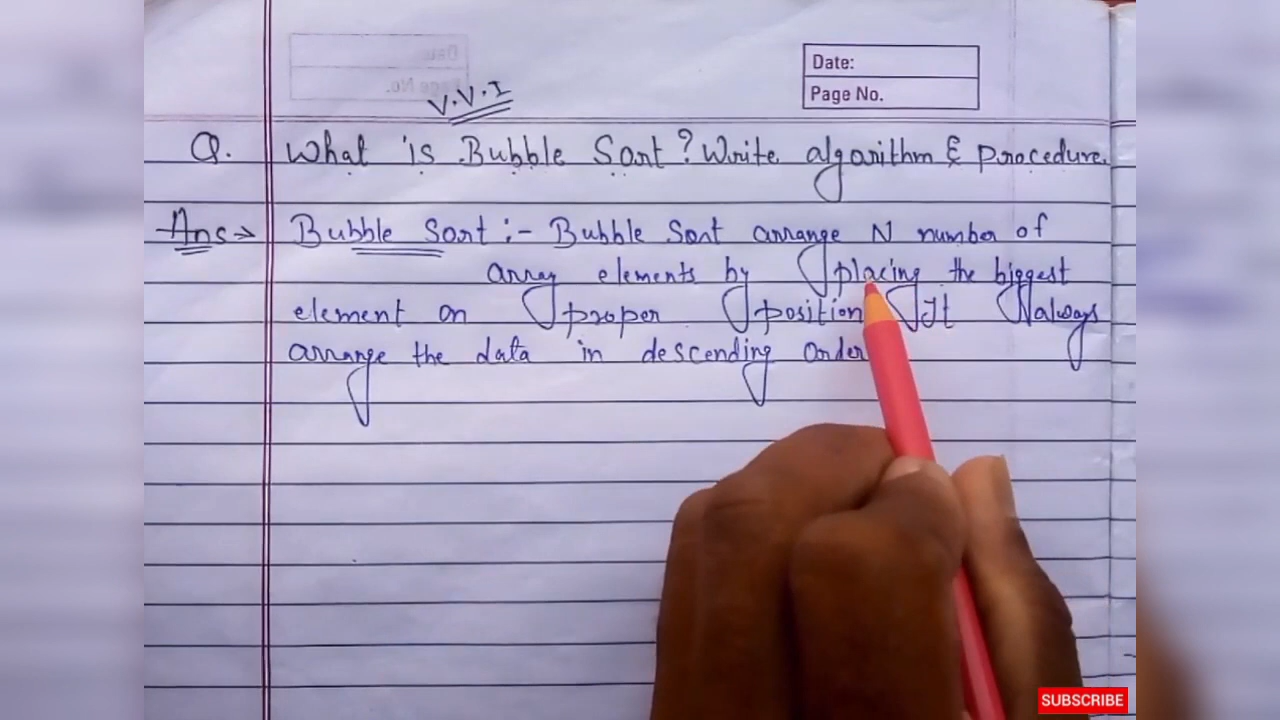 Date:
Page No.
V.V.I
Q. What is Bubble Sort? Write algorithm & procedure.
Ans→ Bubble Sort :- Bubble Sort arrange N number of
array elements by placing the biggest
element on proper position It always
arrange the data in descending order
SUBSCRIBE